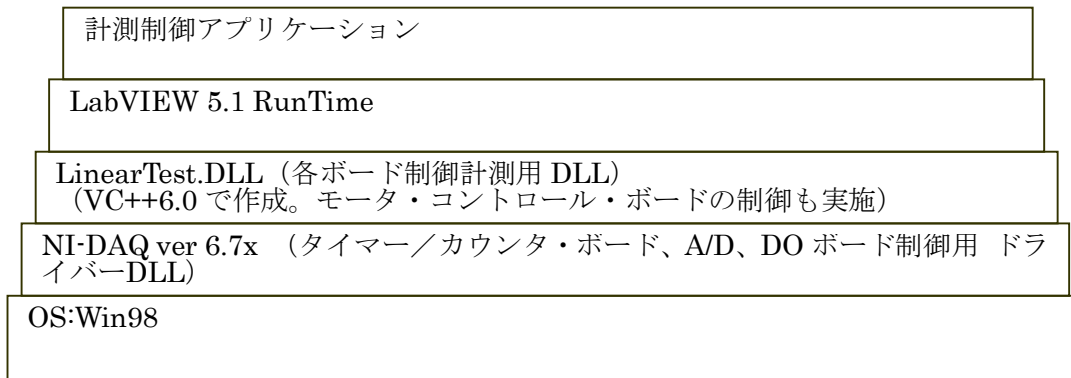 計測制御アプリケーション
LabVIEW 5.1 RunTime
LinearTest.DLL（各ボード制御計測用 DLL）
（VC++6.0 で作成。モータ・コントロール・ボードの制御も実施）
NI-DAQ ver 6.7x （タイマー／カウンタ・ボード、A/D、DO ボード制御用 ドラ
イバーDLL）
OS:Win98